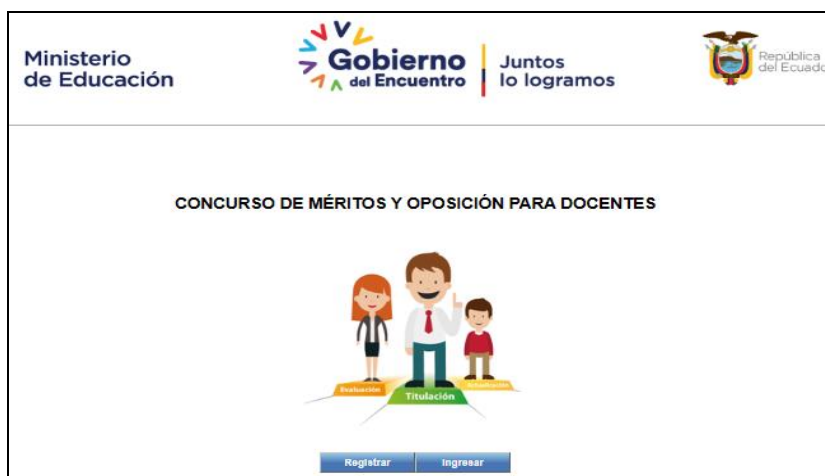 Ministerio
de Educación
Gobierno
del Encuentro
Juntos
lo logramos
República
del Ecuador
CONCURSO DE MÉRITOS Y OPOSICIÓN PARA DOCENTES
Evaluación
Titulación
Actualización
Registrar
Ingresar